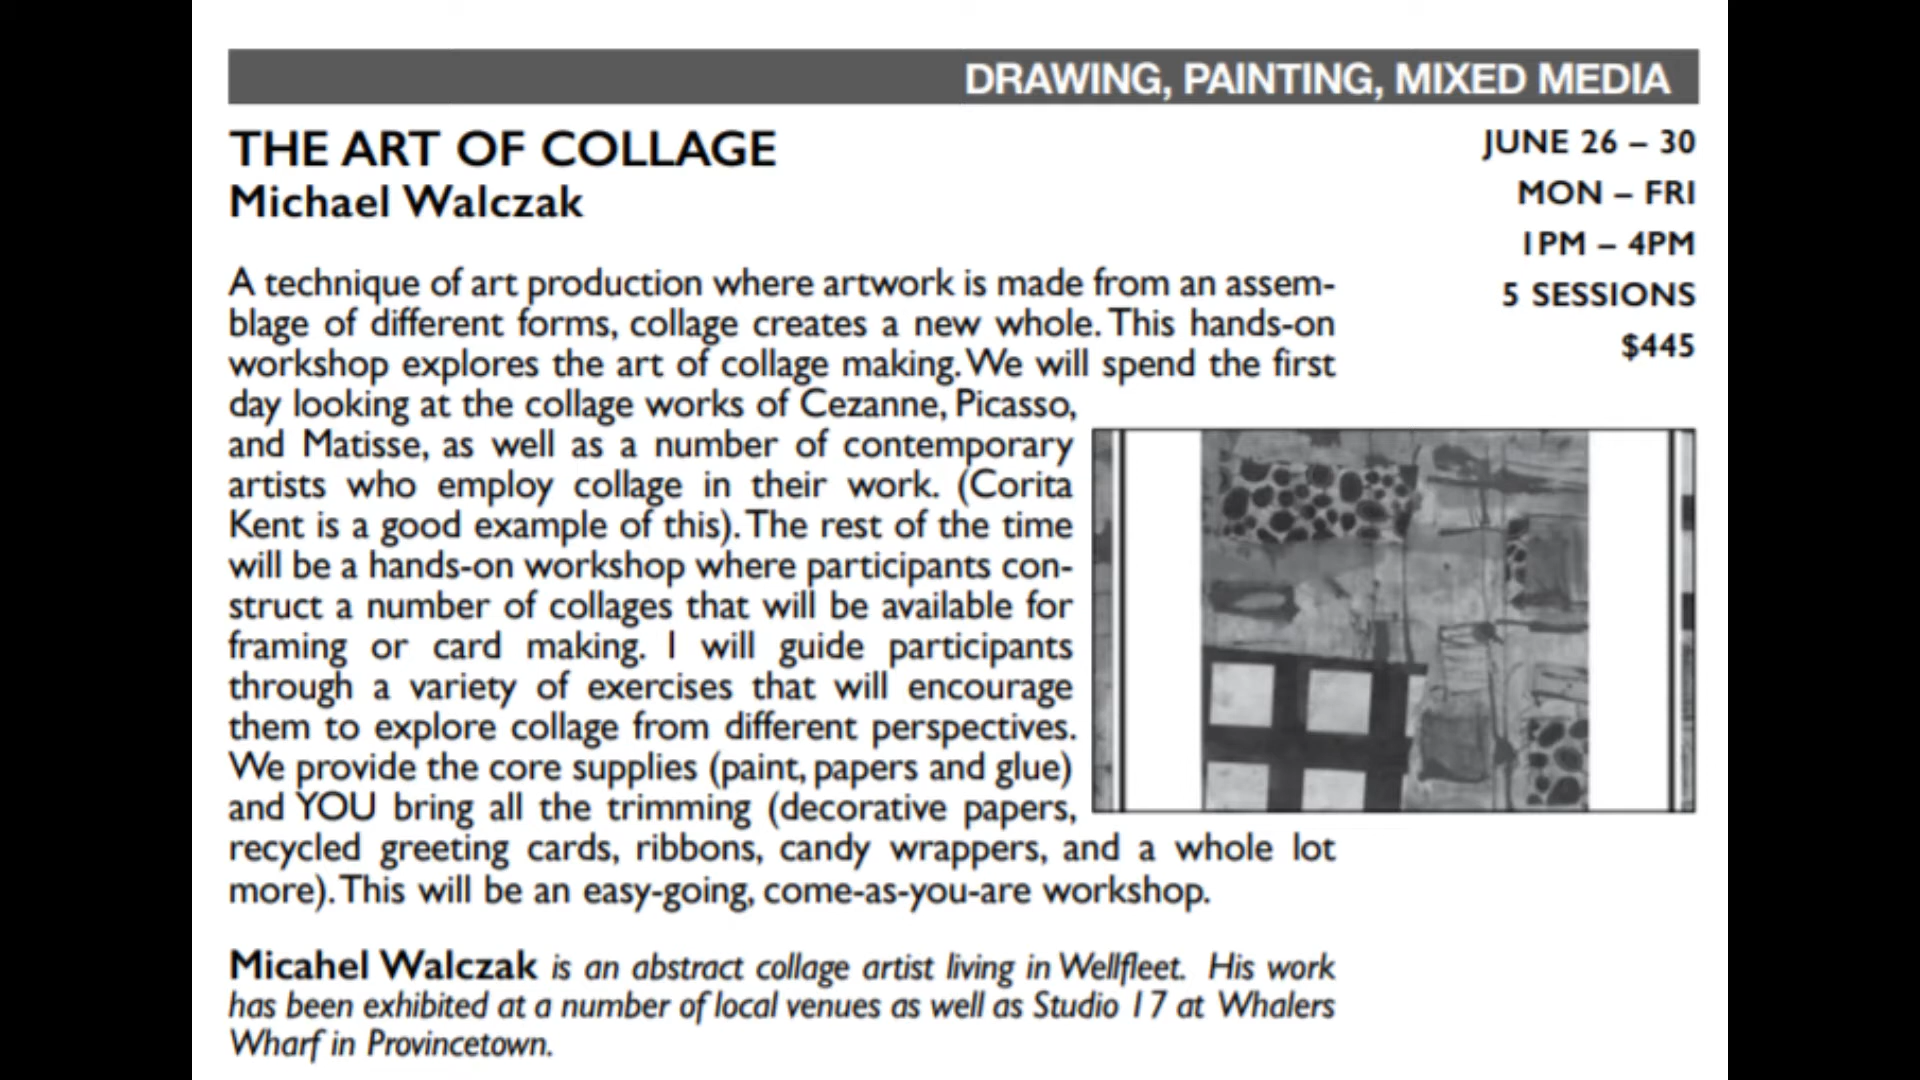 DRAWING, PAINTING, MIXED MEDIA
THE ART OF COLLAGE
Michael Walczak
JUNE 26 – 30
MON – FRI
1PM – 4PM
5 SESSIONS
$445
A technique of art production where artwork is made from an assem-
blage of different forms, collage creates a new whole. This hands-on
workshop explores the art of collage making. We will spend the first
day looking at the collage works of Cezanne, Picasso,
and Matisse, as well as a number of contemporary
artists who employ collage in their work. (Corita
Kent is a good example of this). The rest of the time
will be a hands-on workshop where participants con-
struct a number of collages that will be available for
framing or card making. I will guide participants
through a variety of exercises that will encourage
them to explore collage from different perspectives.
We provide the core supplies (paint, papers and glue)
and YOU bring all the trimming (decorative papers,
recycled greeting cards, ribbons, candy wrappers, and a whole lot
more). This will be an easy-going, come-as-you-are workshop.
Micahel Walczak is an abstract collage artist living in Wellfleet. His work
has been exhibited at a number of local venues as well as Studio 17 at Whalers
Wharf in Provincetown.